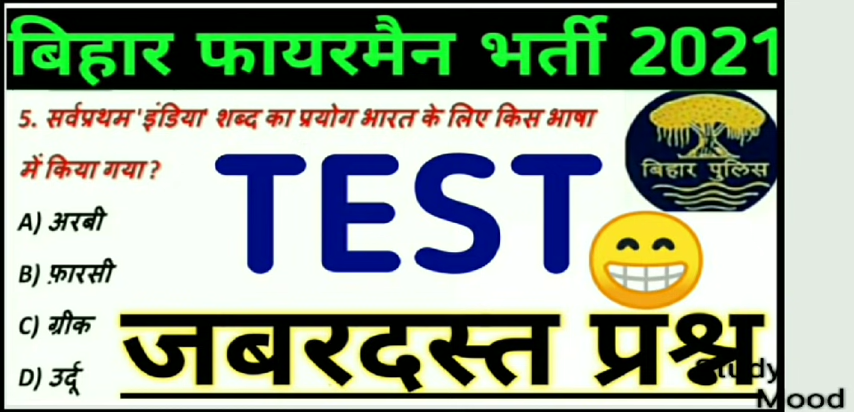 बिहार फायरमैन भर्ती 2021
5. सर्वप्रथम 'इंडिया' शब्द का प्रयोग भारत के लिए किस भाषा
में किया गया?
TEST
बिहार पुलिस
A) अरबी
B) फ़ारसी
C) ग्रीक
D) उर्दू
जबरदस्त प्रश्न
Study
Mood